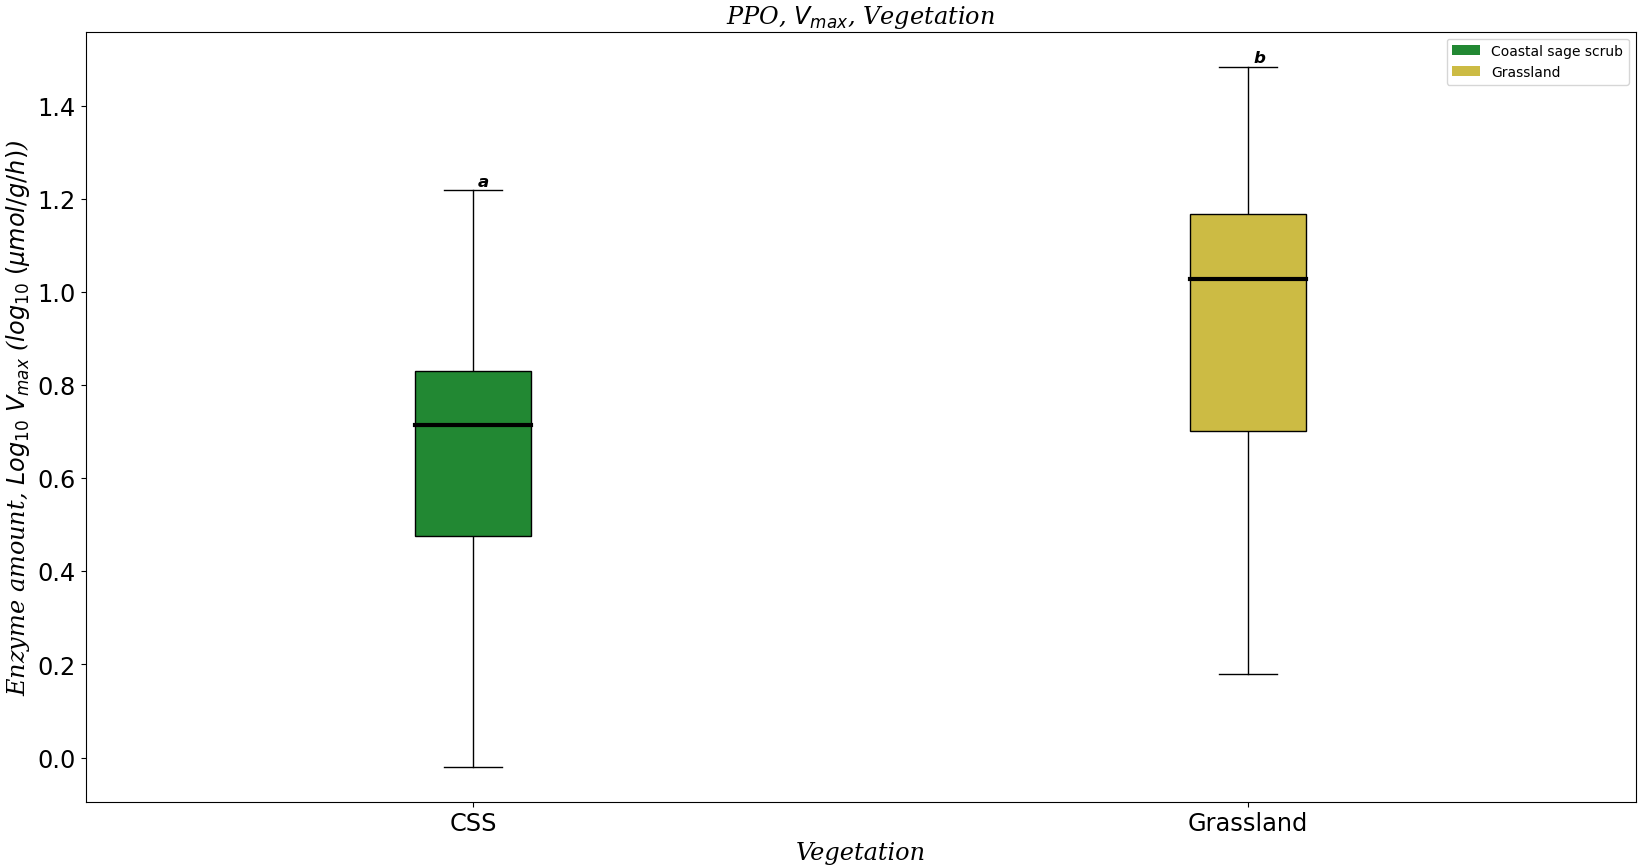 PPO, Vmax, Vegetation
Coastal sage scrub
Grassland
b
a
Enzyme amount, Log10 Vmax (log10 (μmol/g/h))
1.4
1.2
1.0
0.8
0.6
0.4
0.2
0.0
CSS
Grassland
Vegetation